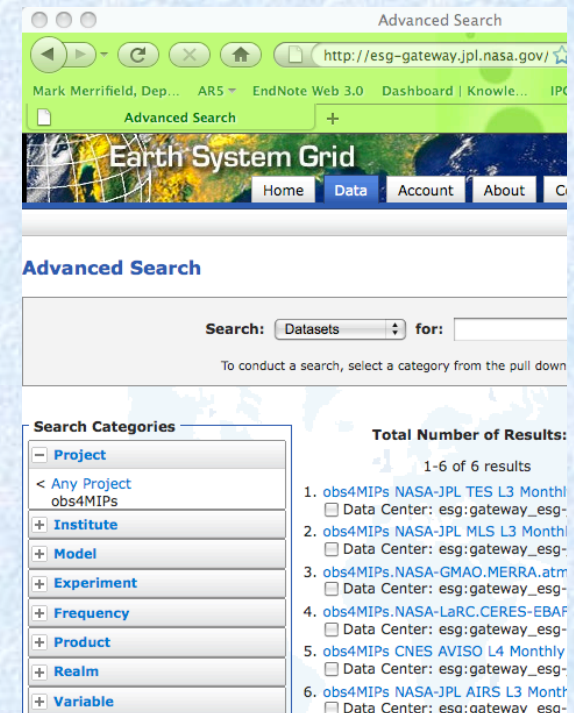 Advanced Search
http://esg-gateway.jpl.nasa.gov/
Mark Merrifield, Dep... AR5 EndNote Web 3.0 Dashboard | Knowle...
Advanced Search +
Earth System Grid
Home Data Account About
Advanced Search
Search: Datasets for:
To conduct a search, select a category from the pull down
Search Categories
Project
< Any Project
obs4MIPs
Institute
Model
Experiment
Frequency
Product
Realm
Variable
Total Number of Results:
1-6 of 6 results
1. obs4MIPs NASA-JPL TES L3 Monthl
Data Center: esg:gateway_esg-
2. obs4MIPs NASA-JPL MLS L3 Monthl
Data Center: esg:gateway_esg-
3. obs4MIPs.NASA-GMAO.MERRA.atm
Data Center: esg:gateway_esg-
4. obs4MIPs.NASA-LaRC.CERES-EBAF
Data Center: esg:gateway_esg-
5. obs4MIPs CNES AVISO L4 Monthly
Data Center: esg:gateway_esg-
6. obs4MIPs NASA-JPL AIRS L3 Month
Data Center: esg:gateway_esg-